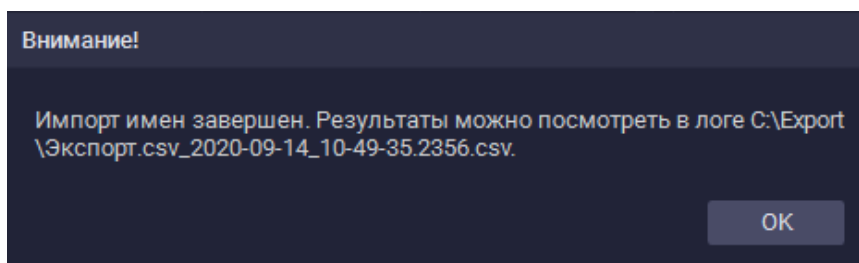 Внимание!
Импорт имен завершен. Результаты можно посмотреть в логе C:\Export
\Экспорт.csv_2020-09-14_10-49-35.2356.csv.
OK